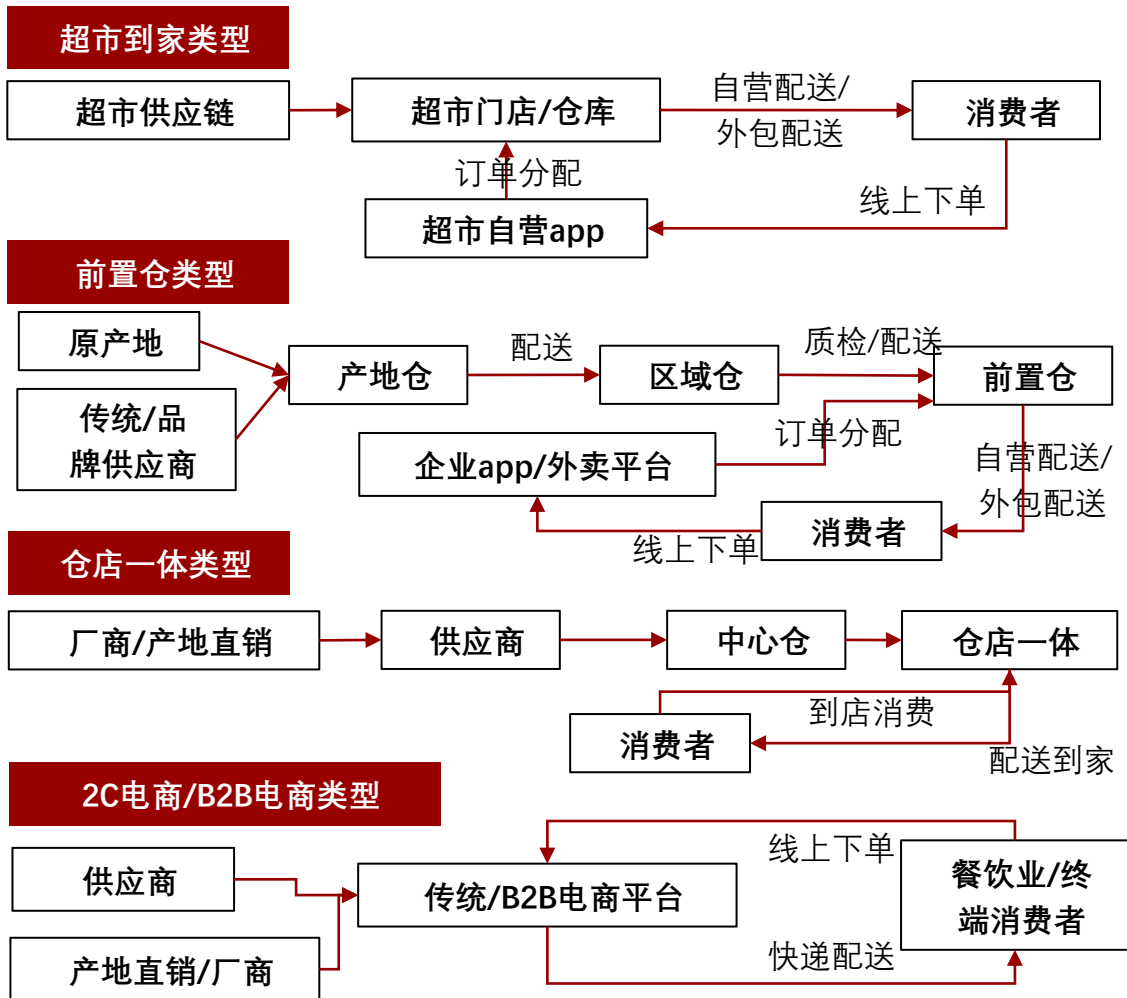 超市到家类型
超市供应链
超市门店/仓库
自营配送/
外包配送
消费者
订单分配
线上下单
超市自营app
前置仓类型
原产地
传统/品
牌供应商
产地仓
配送
区域仓
质检/配送
前置仓
订单分配
企业app/外卖平台
自营配送/
外包配送
消费者
线上下单
仓店一体类型
厂商/产地直销
供应商
中心仓
仓店一体
到店消费
消费者
配送到家
2C电商/B2B电商类型
供应商
产地直销/厂商
传统/B2B电商平台
线上下单
餐饮业/终
端消费者
快递配送